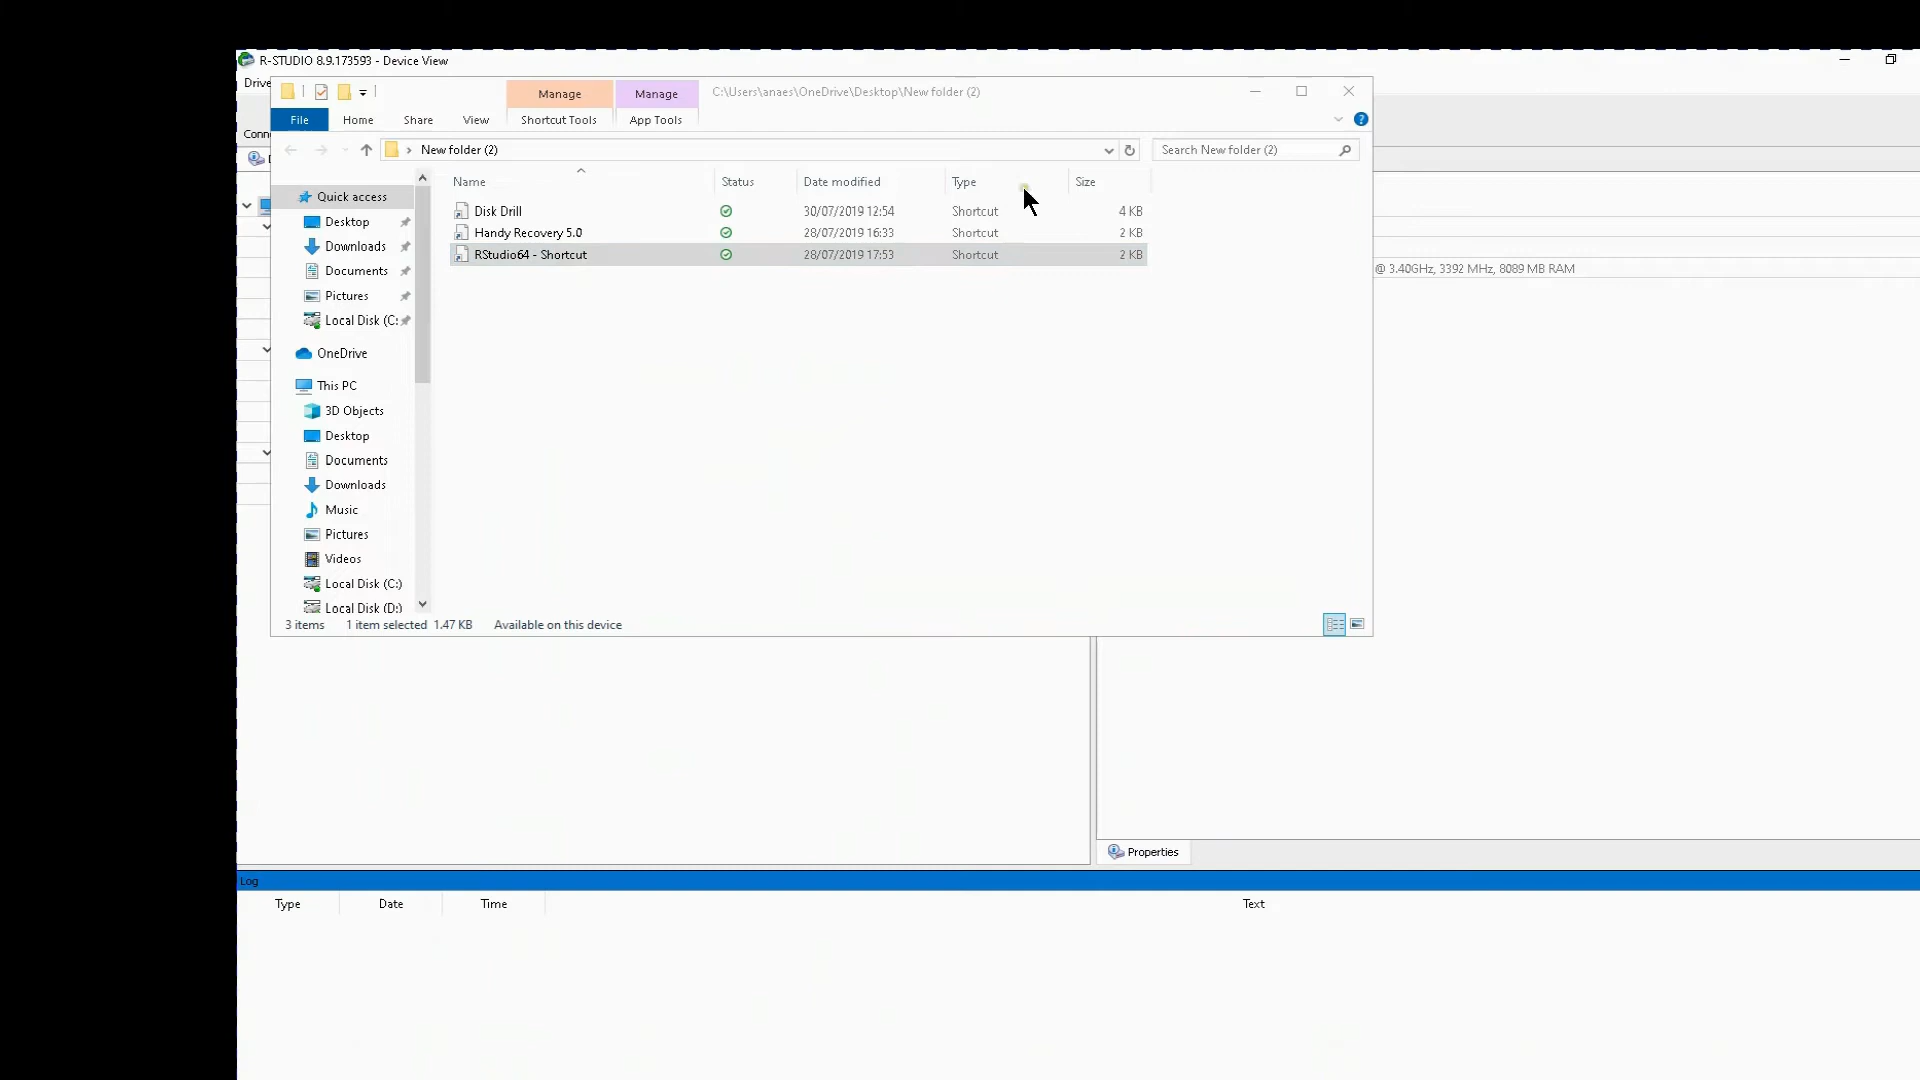 R-STUDIO 8.9.173593 - Device View
Drive
Manage
Manage
C:\Users\anaes\OneDrive\Desktop\New folder (2)
File
Home
Share
View
Shortcut Tools
App Tools
Conn
New folder (2)
Search New folder (2)
Name
Status
Date modified
Type
Size
Quick access
Disk Drill
30/07/2019 12:54
Shortcut
4 KB
Desktop
Handy Recovery 5.0
28/07/2019 16:33
Shortcut
2 KB
Downloads
RStudio64 - Shortcut
28/07/2019 17:53
Shortcut
2 KB
Documents
@ 3.40GHz, 3392 MHz, 8089 MB RAM
Pictures
Local Disk (C:
OneDrive
This PC
3D Objects
Desktop
Documents
Downloads
Music
Pictures
Videos
Local Disk (C:)
Local Disk (D:)
3 items
1 item selected 1.47 KB
Available on this device
Properties
Log
Type
Date
Time
Text